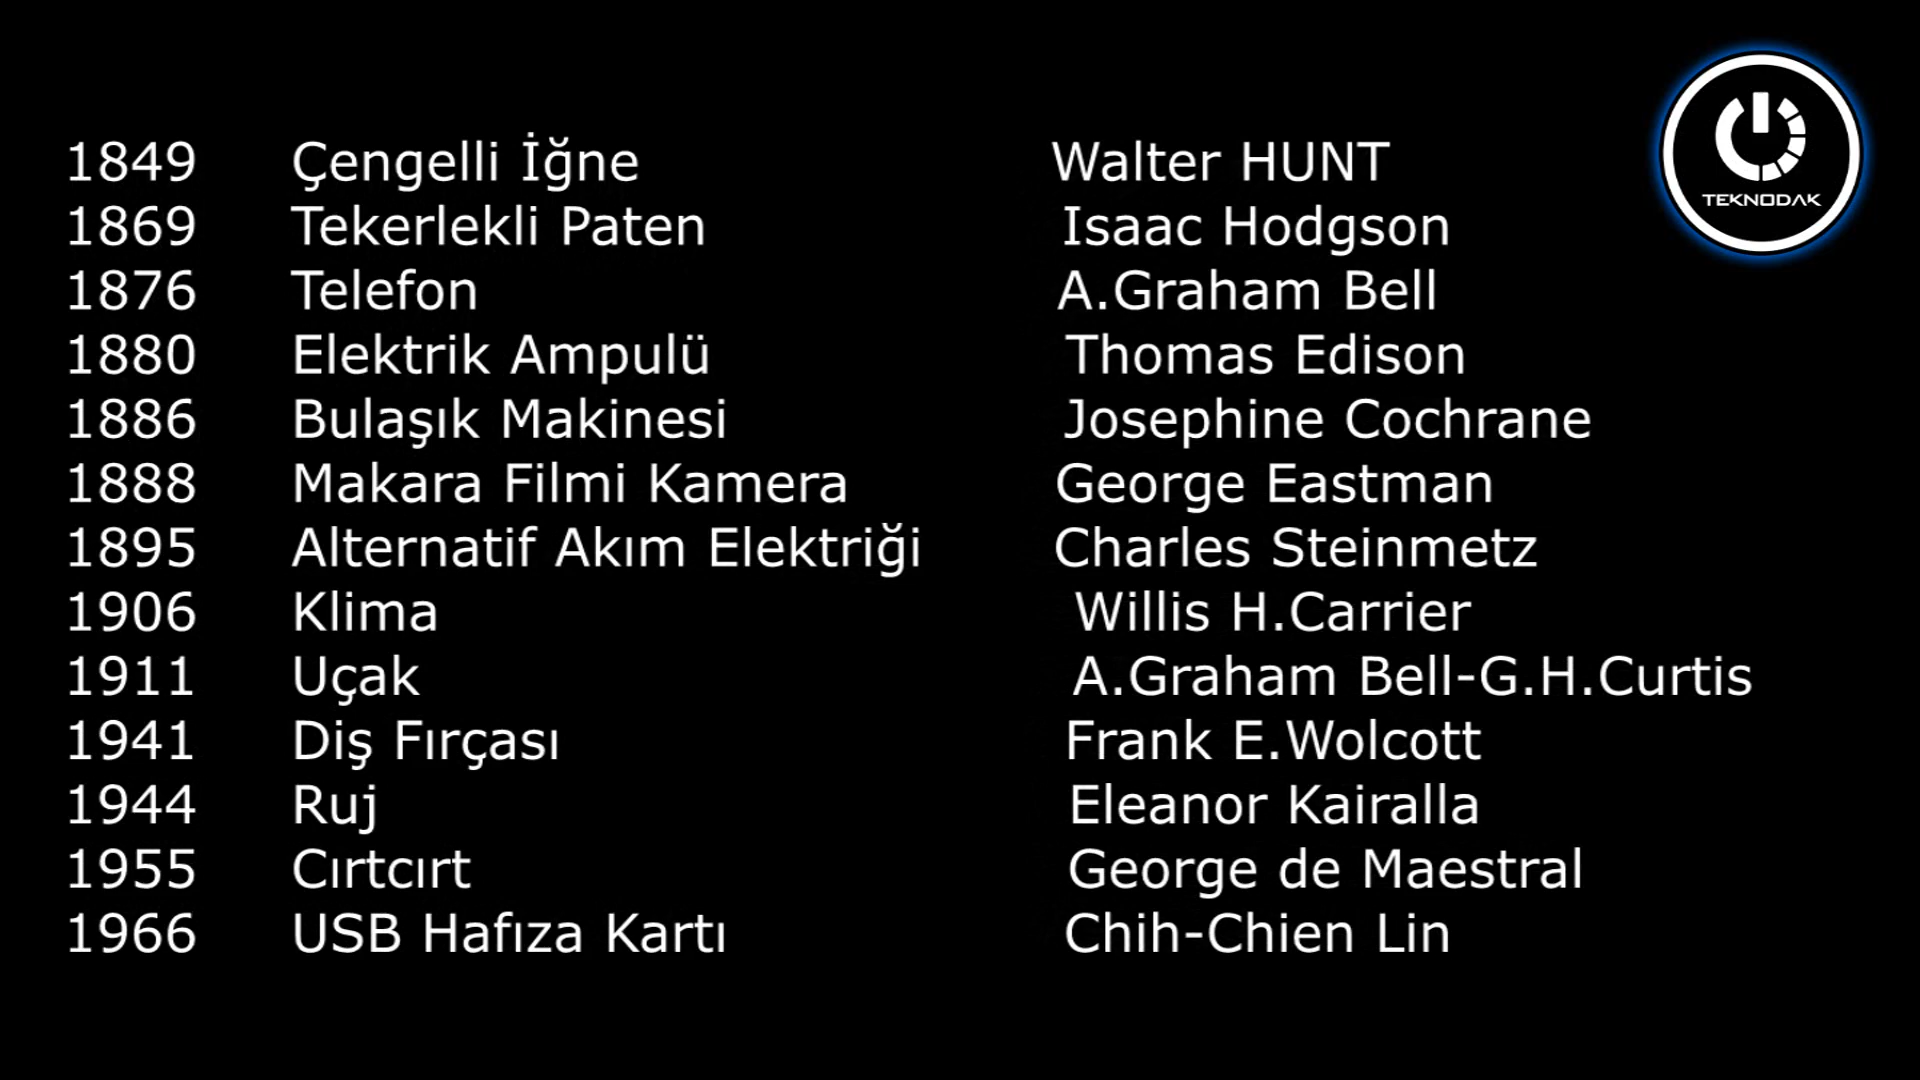 1849 Çengelli İğne Walter HUNT
1869 Tekerlekli Paten Isaac Hodgson
1876 Telefon A.Graham Bell
1880 Elektrik Ampulü Thomas Edison
1886 Bulaşık Makinesi Josephine Cochrane
1888 Makara Filmi Kamera George Eastman
1895 Alternatif Akım Elektriği Charles Steinmetz
1906 Klima Willis H.Carrier
1911 Uçak A.Graham Bell-G.H.Curtis
1941 Diş Fırçası Frank E.Wolcott
1944 Ruj Eleanor Kairalla
1955 Cırtcırt George de Maestral
1966 USB Hafıza Kartı Chih-Chien Lin
TEKNODAK